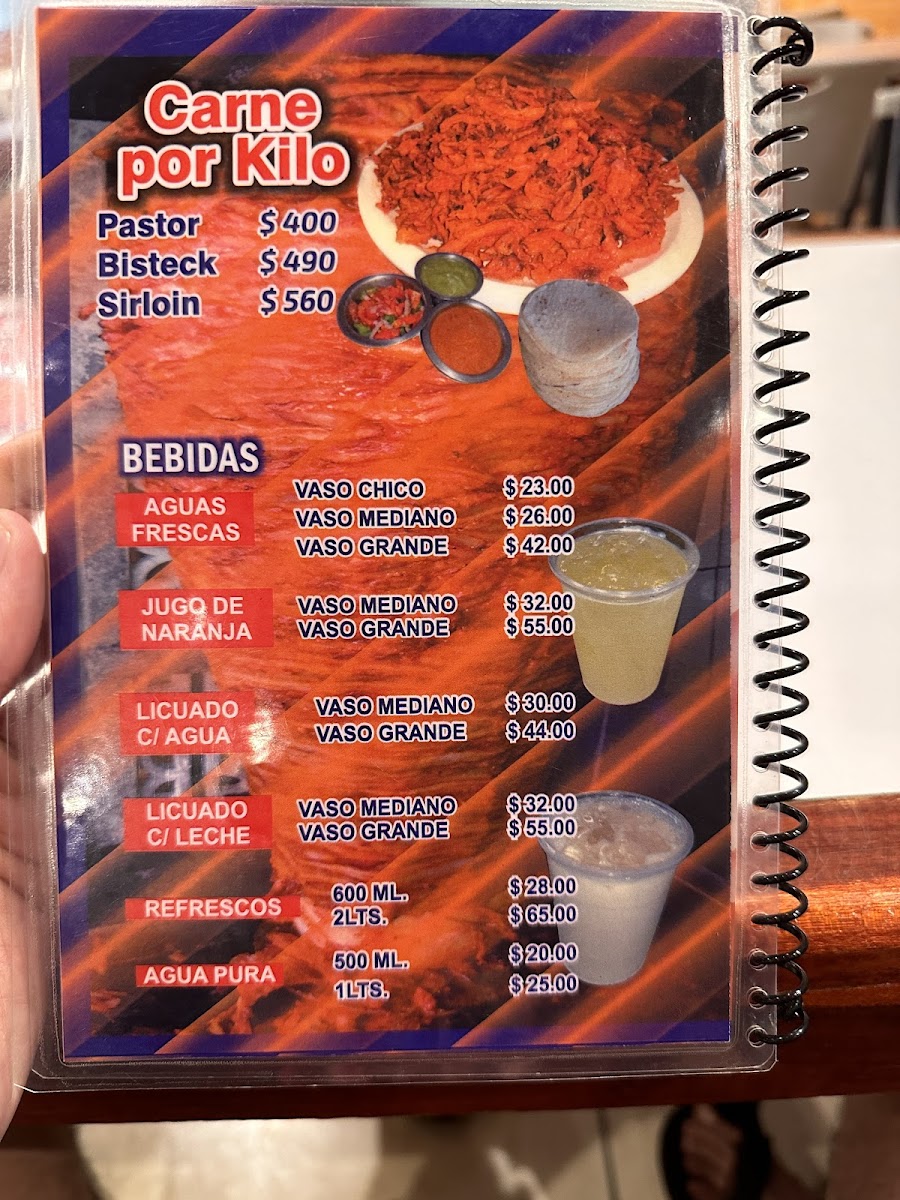 Carne
por Kilo
Pastor $400
Bisteck $490
Sirloin $560
BEBIDAS
AGUAS
FRESCAS
VASO CHICO $23.00
VASO MEDIANO $26.00
VASO GRANDE $42.00
JUGO DE
NARANJA
VASO MEDIANO $32.00
VASO GRANDE $55.00
LICUADO
C/ AGUA
VASO MEDIANO $30.00
VASO GRANDE $44.00
LICUADO
C/ LECHE
VASO MEDIANO $32.00
VASO GRANDE $55.00
REFRESCOS
600 ML. $28.00
2LTS. $65.00
AGUA PURA
500 ML. $20.00
1LTS. $25.00